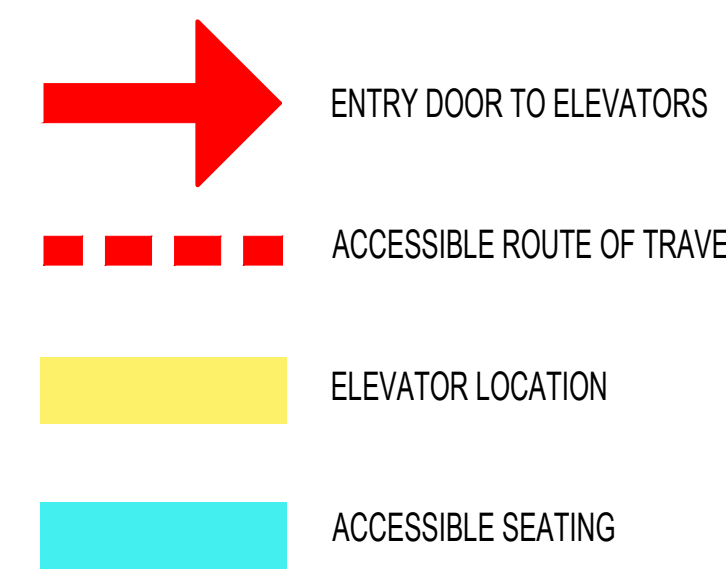 ENTRY DOOR TO ELEVATORS
ACCESSIBLE ROUTE OF TRAVE
ELEVATOR LOCATION
ACCESSIBLE SEATING